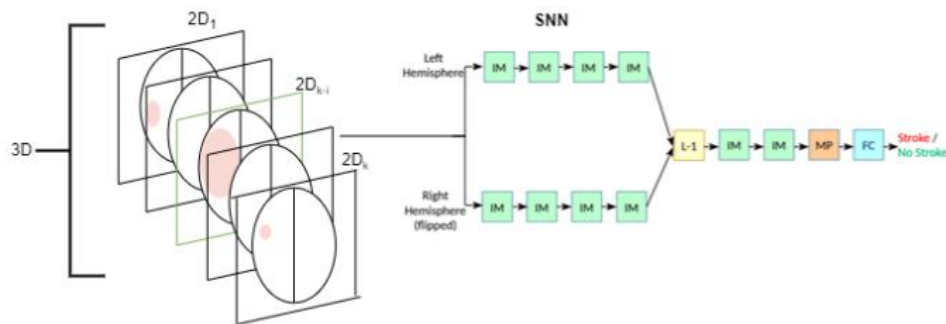 2D1
2Dk-i
2Dk
3D
SNN
Left
Hemisphere
IM IM IM IM
L-1 IM IM MP FC
Stroke /
No Stroke
Right
Hemisphere
(flipped)
IM IM IM IM